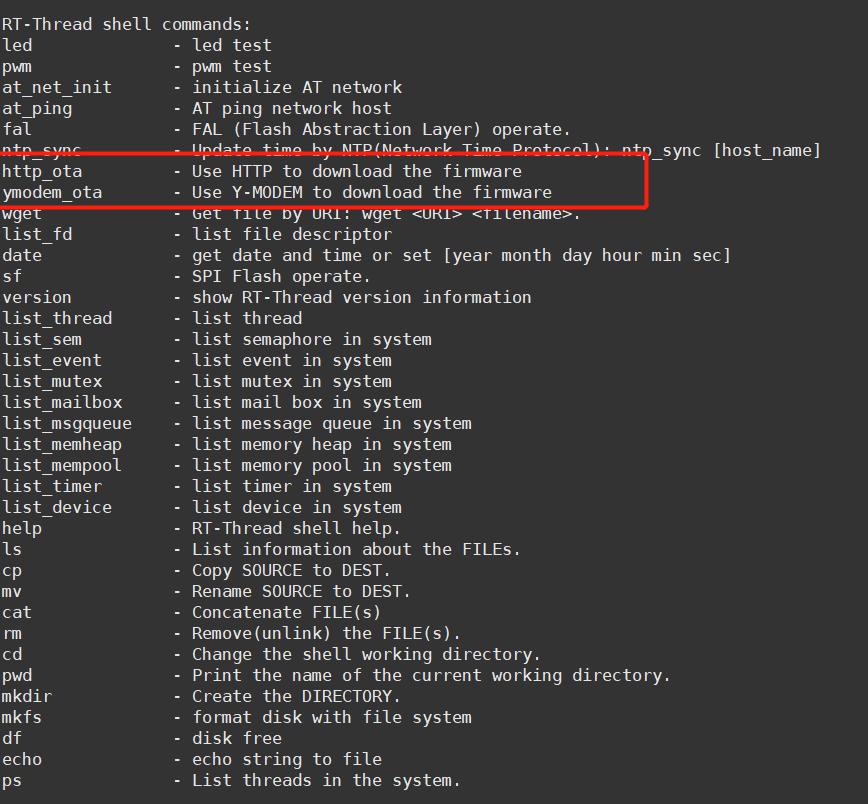 RT-Thread shell commands:
led - led test
pwm - pwm test
at_net_init - initialize AT network
at_ping - AT ping network host
fal - FAL (Flash Abstraction Layer) operate.
ntp_sync - Update time by NTP(Network Time Protocol): ntp_sync [host_name]
http_ota - Use HTTP to download the firmware
ymodem_ota - Use Y-MODEM to download the firmware
wget - Get file by URI: wget <URI> <filename>.
list_fd - list file descriptor
date - get date and time or set [year month day hour min sec]
sf - SPI Flash operate.
version - show RT-Thread version information
list_thread - list thread
list_sem - list semaphore in system
list_event - list event in system
list_mutex - list mutex in system
list_mailbox - list mail box in system
list_msgqueue - list message queue in system
list_memheap - list memory heap in system
list_mempool - list memory pool in system
list_timer - list timer in system
list_device - list device in system
help - RT-Thread shell help.
ls - List information about the FILEs.
cp - Copy SOURCE to DEST.
mv - Rename SOURCE to DEST.
cat - Concatenate FILE(s)
rm - Remove(unlink) the FILE(s).
cd - Change the shell working directory.
pwd - Print the name of the current working directory.
mkdir - Create the DIRECTORY.
mkfs - format disk with file system
df - disk free
echo - echo string to file
ps - List threads in the system.